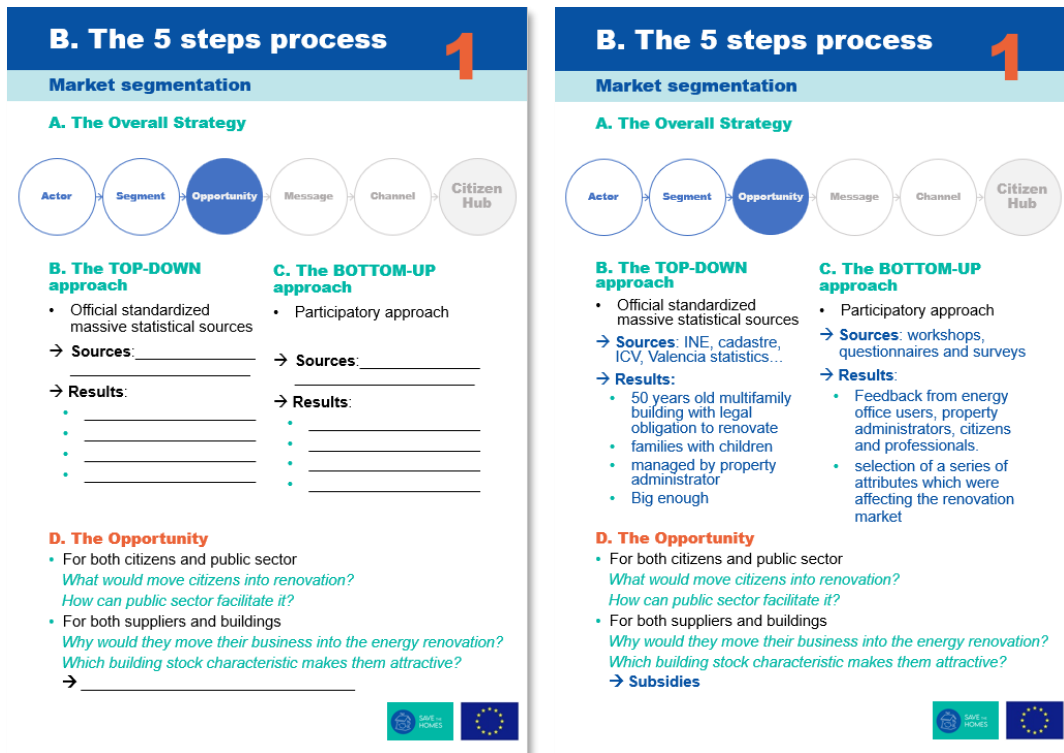 B. The 5 steps process
1
Market segmentation
A. The Overall Strategy
Actor
Segment
Opportunity
Message
Channel
Citizen
Hub
B. The TOP-DOWN
approach
• Official standardized
massive statistical sources
→ Sources:
→ Results:
C. The BOTTOM-UP
approach
• Participatory approach
→ Sources:
→ Results:
D. The Opportunity
• For both citizens and public sector
What would move citizens into renovation?
How can public sector facilitate it?
• For both suppliers and buildings
Why would they move their business into the energy renovation?
Which building stock characteristic makes them attractive?
→
SAVE THE
HOMES
B. The 5 steps process
1
Market segmentation
A. The Overall Strategy
Actor
Segment
Opportunity
Message
Channel
Citizen
Hub
B. The TOP-DOWN
approach
• Official standardized
massive statistical sources
→ Sources: INE, cadastre,
ICV, Valencia statistics…
→ Results:
• 50 years old multifamily
building with legal
obligation to renovate
• families with children
• managed by property
administrator
• Big enough
C. The BOTTOM-UP
approach
• Participatory approach
→ Sources: workshops,
questionnaires and surveys
→ Results:
• Feedback from energy
office users, property
administrators, citizens
and professionals.
• selection of a series of
attributes which were
affecting the renovation
market
D. The Opportunity
• For both citizens and public sector
What would move citizens into renovation?
How can public sector facilitate it?
• For both suppliers and buildings
Why would they move their business into the energy renovation?
Which building stock characteristic makes them attractive?
→ Subsidies
SAVE THE
HOMES